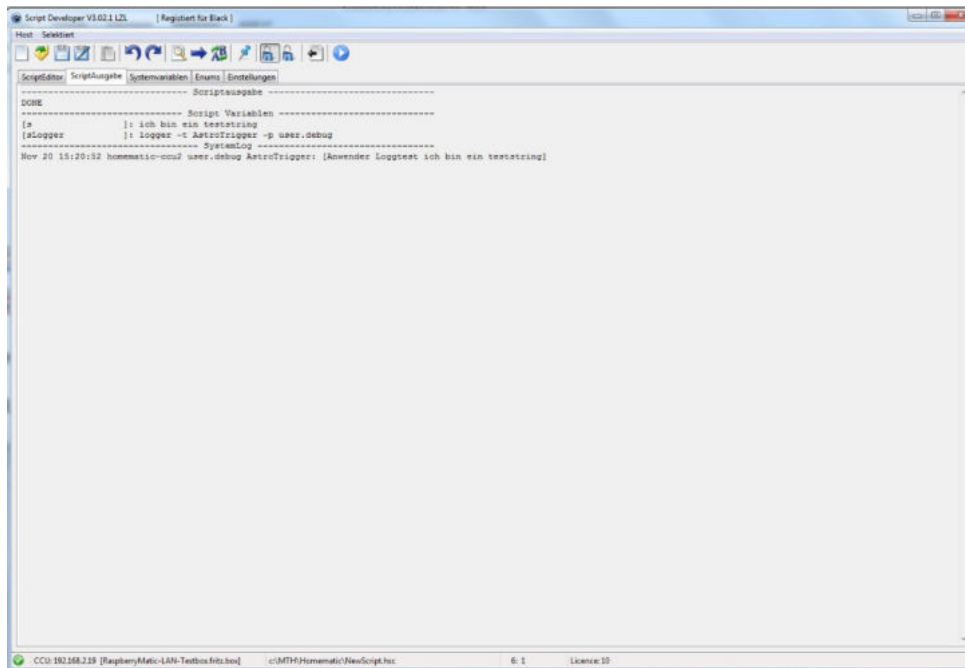 Script Developer V3.02.1 LZL [ Registiert für Black ]
Host Selektiert
ScriptEditor ScriptAusgabe Systemvariablen Enums Einstellungen
------------------------------- Scriptausgabe -------------------------------
DONE
------------------------------ Script Variablen -----------------------------
[s ]: ich bin ein teststring
[sLogger ]: logger -t AstroTrigger -p user.debug
--------------------------------- SystemLog ---------------------------------
Nov 20 15:20:52 homematic-ccu2 user.debug AstroTrigger: [Anwender Loggtest ich bin ein teststring]
CCU: 192.168.2.19 [RaspberryMatic-LAN-Testbox.fritz.box] c:\MTH\Homematic\NewScript.hsc 6: 1 Licence: 10